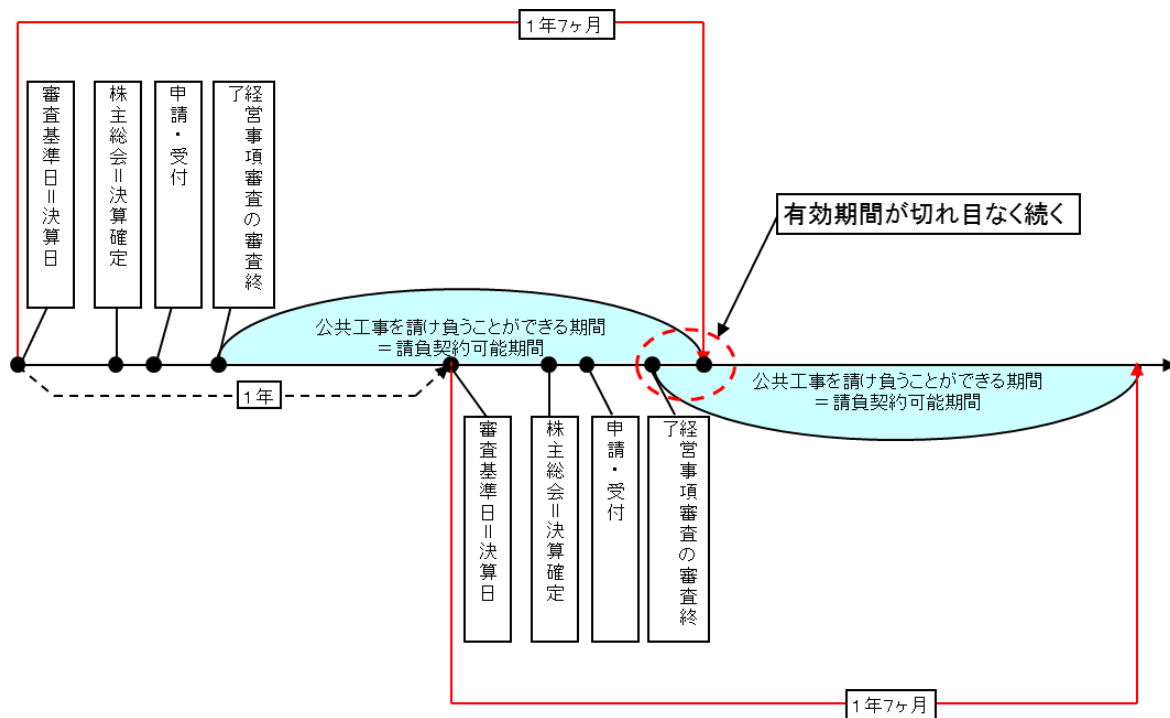 1年7ヶ月
審査基準日＝決算日
株主総会＝決算確定
申請・受付
経営事項審査の審査終
了
有効期間が切れ目なく続く
公共工事を請け負うことができる期間
＝請負契約可能期間
1年
公共工事を請け負うことができる期間
＝請負契約可能期間
審査基準日＝決算日
株主総会＝決算確定
申請・受付
経営事項審査の審査終
了
1年7ヶ月